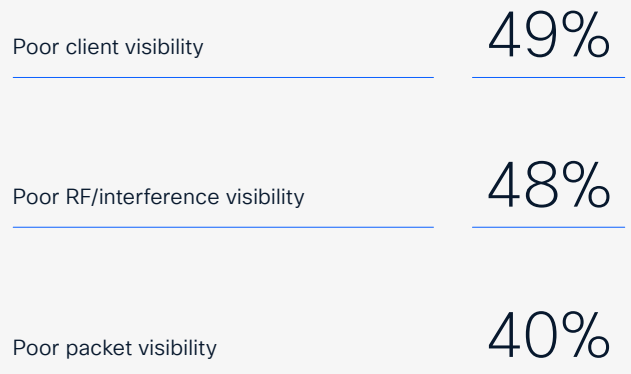 Poor client visibility 49%
Poor RF/interference visibility 48%
Poor packet visibility 40%